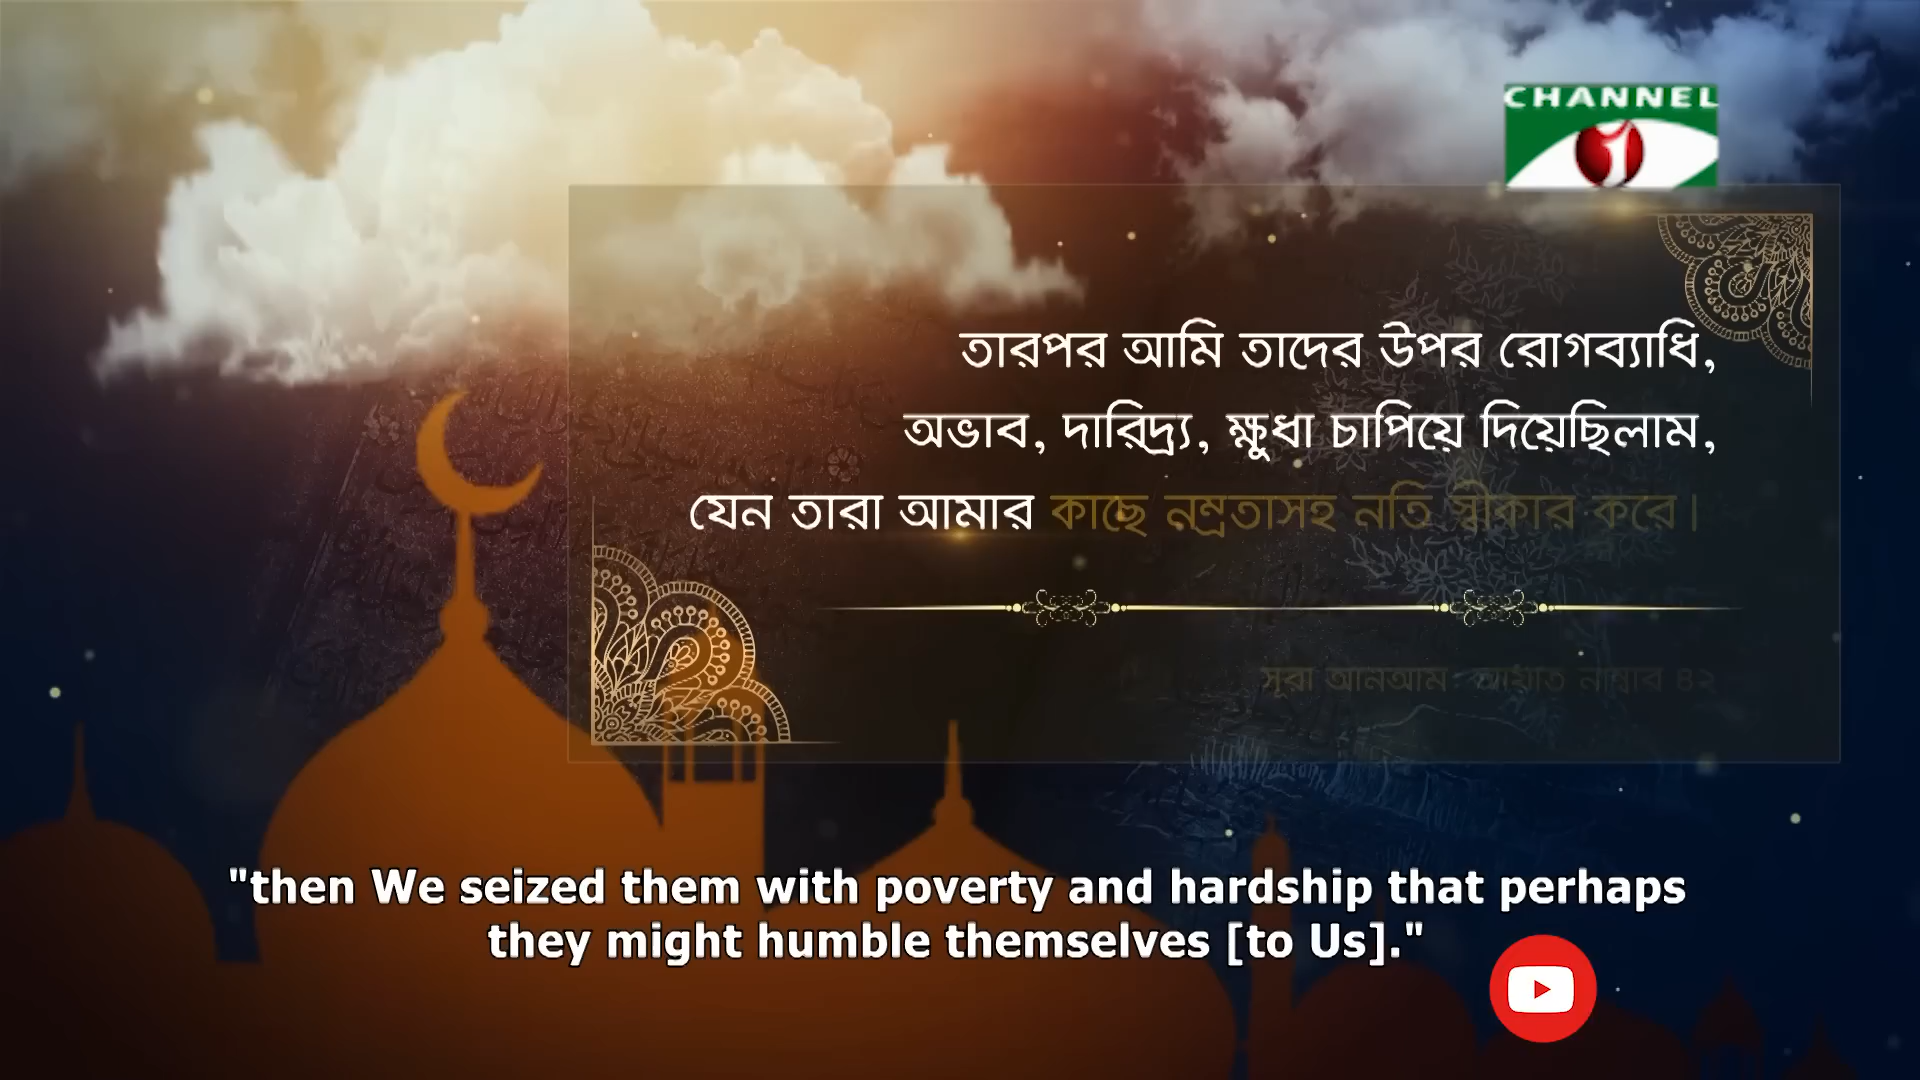 CHANNEL
তারপর আমি তাদের উপর রোগব্যাধি,
অভাব, দারিদ্র্য, ক্ষুধা চাপিয়ে দিয়েছিলাম,
যেন তারা আমার কাছে নম্রতাসহ নতি স্বীকার করে।
সূরা আনআম: আয়াত নাম্বার ৪২
"then We seized them with poverty and hardship that perhaps
they might humble themselves [to Us]."